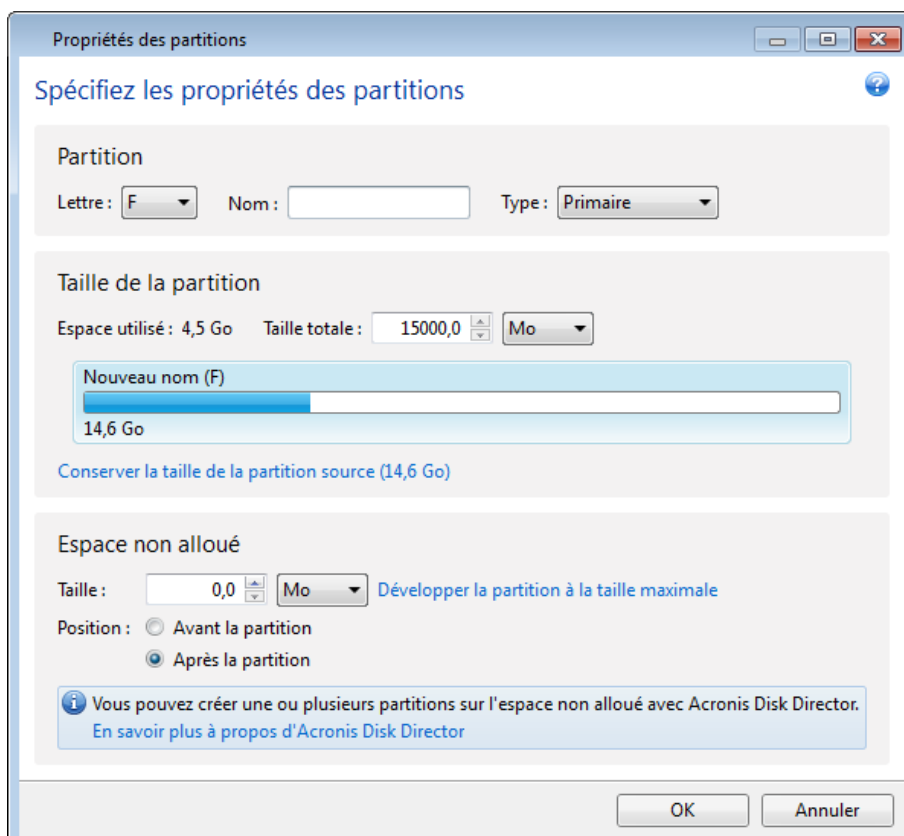 Propriétés des partitions
Spécifiez les propriétés des partitions
Partition
Lettre : F Nom : Type : Primaire
Taille de la partition
Espace utilisé : 4,5 Go Taille totale : 15000,0 Mo
Nouveau nom (F)
14,6 Go
Conserver la taille de la partition source (14,6 Go)
Espace non alloué
Taille : 0,0 Mo Développer la partition à la taille maximale
Position : Avant la partition
Après la partition
Vous pouvez créer une ou plusieurs partitions sur l'espace non alloué avec Acronis Disk Director.
En savoir plus à propos d'Acronis Disk Director
OK Annuler